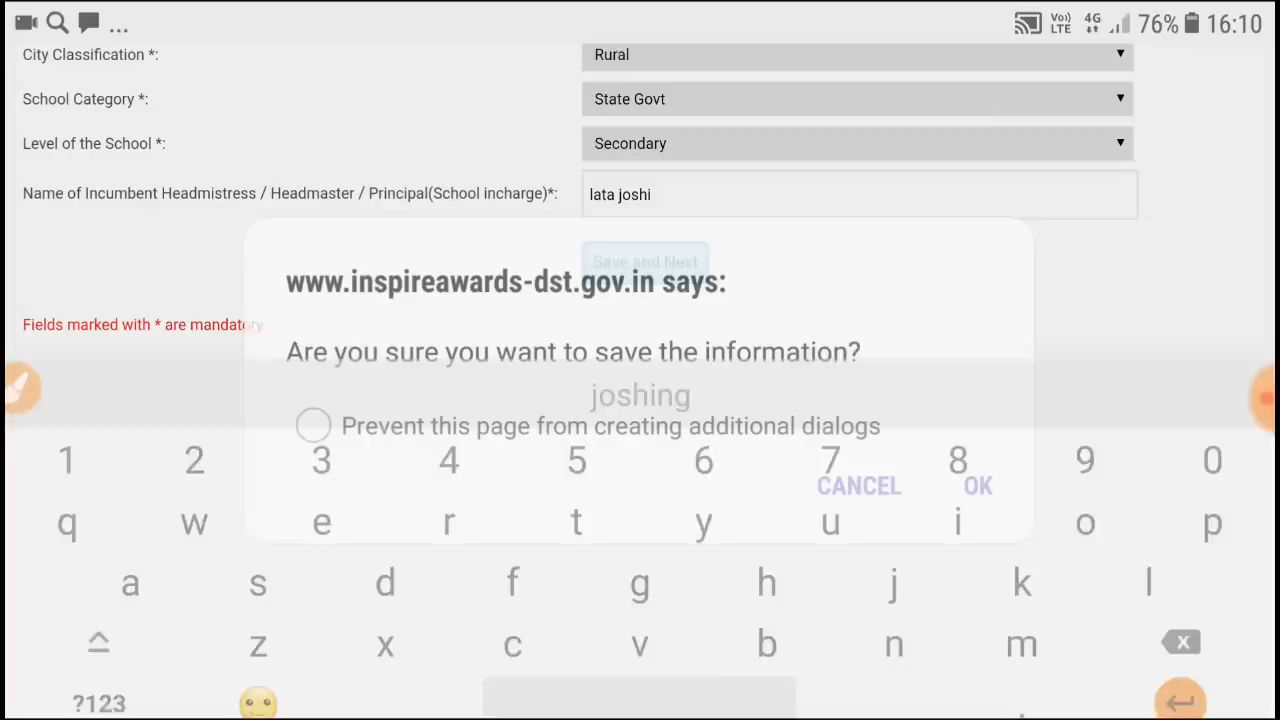 ...
Vo)
LTE
4G
76%
16:10
City Classification *:
Rural
School Category *:
State Govt
Level of the School *:
Secondary
Name of Incumbent Headmistress / Headmaster / Principal(School incharge)*:
lata joshi
Save and Next
www.inspireawards-dst.gov.in says:
Fields marked with * are mandatory
Are you sure you want to save the information?
joshing
Prevent this page from creating additional dialogs
1 2 3 4 5 6 7 8 9 0
CANCEL OK
q w e r t y u i o p
a s d f g h j k l
z x c v b n m
?123
.